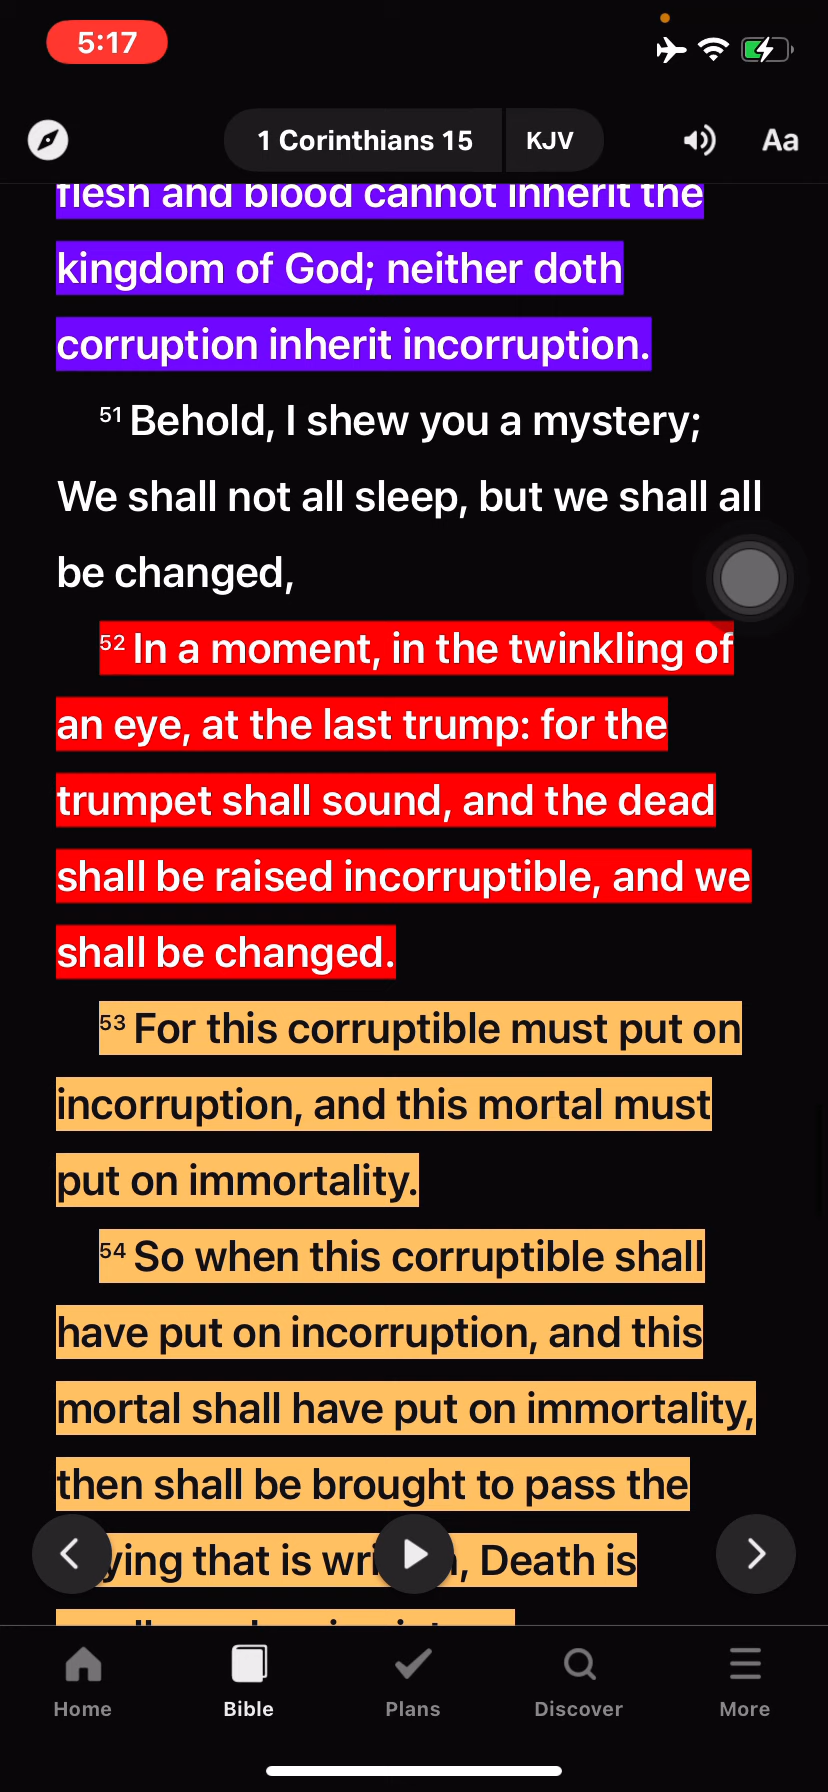 5:17
1 Corinthians 15 KJV Aa
flesh and blood cannot inherit the
kingdom of God; neither doth
corruption inherit incorruption.
51 Behold, I shew you a mystery;
We shall not all sleep, but we shall all
be changed,
52 In a moment, in the twinkling of
an eye, at the last trump: for the
trumpet shall sound, and the dead
shall be raised incorruptible, and we
shall be changed.
53 For this corruptible must put on
incorruption, and this mortal must
put on immortality.
54 So when this corruptible shall
have put on incorruption, and this
mortal shall have put on immortality,
then shall be brought to pass the
that is Death is
Home Bible Plans Discover More